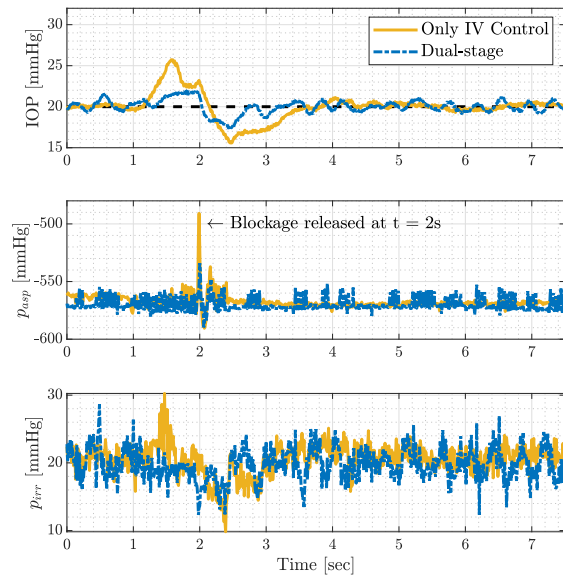 Only IV Control
Dual-stage
IOP [mmHg]
25
20
15
0 1 2 3 4 5 6 7
← Blockage released at t = 2s
p_asp [mmHg]
-500
-550
-600
0 1 2 3 4 5 6 7
p_irr [mmHg]
30
20
10
0 1 2 3 4 5 6 7
Time [sec]